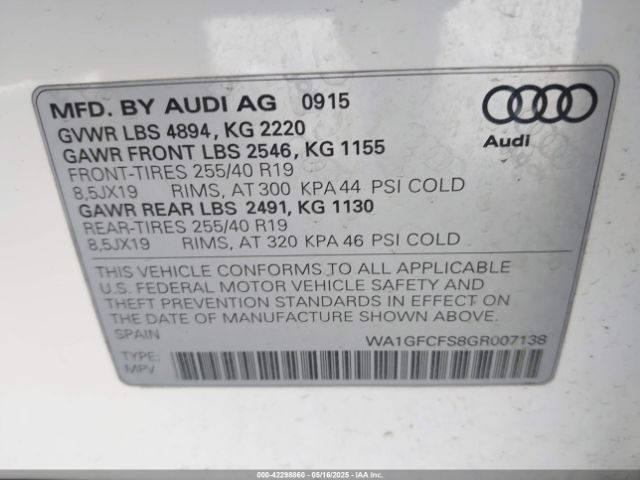 MFD. BY AUDI AG 0915
GVWR LBS 4894, KG 2220
GAWR FRONT LBS 2546, KG 1155
FRONT-TIRES 255/40 R19
8,5JX19 RIMS, AT 300 KPA 44 PSI COLD
GAWR REAR LBS 2491, KG 1130
REAR-TIRES 255/40 R19
8,5JX19 RIMS, AT 320 KPA 46 PSI COLD
Audi
THIS VEHICLE CONFORMS TO ALL APPLICABLE
U.S. FEDERAL MOTOR VEHICLE SAFETY AND
THEFT PREVENTION STANDARDS IN EFFECT ON
THE DATE OF MANUFACTURE SHOWN ABOVE.
SPAIN WA1GFCFS8GR007138
TYPE:
MPV
000-42298860 - 05/16/2025 - IAAI.COM